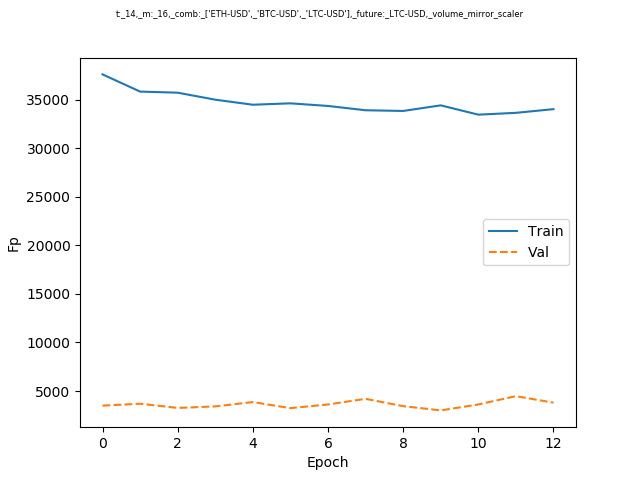 t:_14,_m:_16,_comb:_['ETH-USD',_'BTC-USD',_'LTC-USD'],_future:_LTC-USD,_volume_mirror_scaler
35000
30000
25000
20000
15000
10000
5000
Fp
Train
Val
0 2 4 6 8 10 12
Epoch